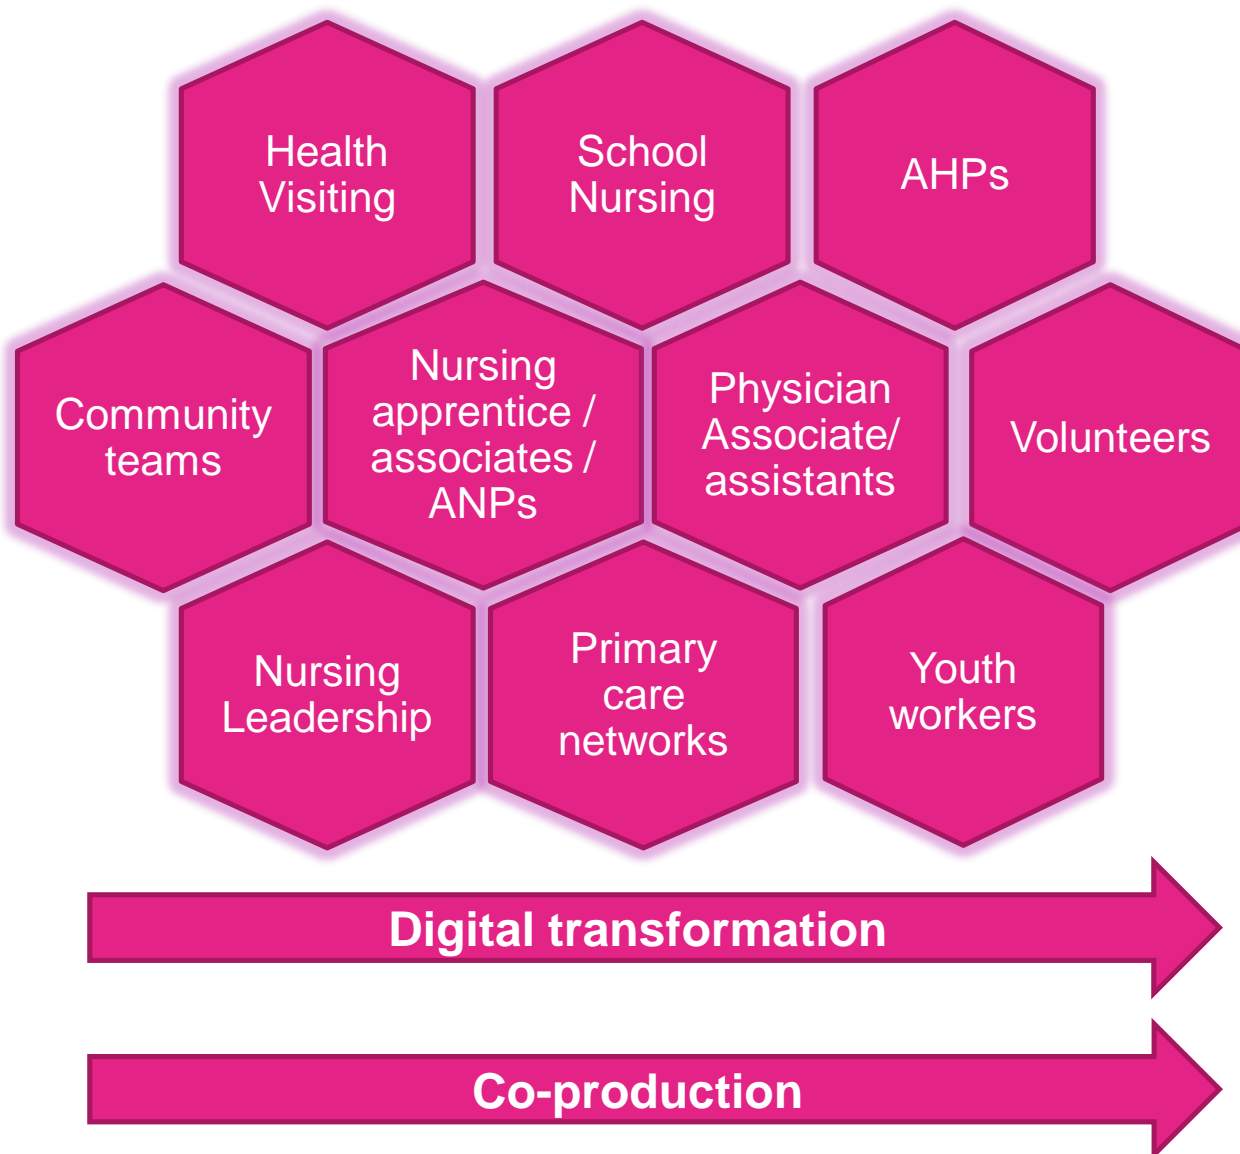 Health
Visiting
School
Nursing
AHPs
Community
teams
Nursing
apprentice /
associates /
ANPs
Physician
Associate/
assistants
Volunteers
Nursing
Leadership
Primary
care
networks
Youth
workers
Digital transformation
Co-production